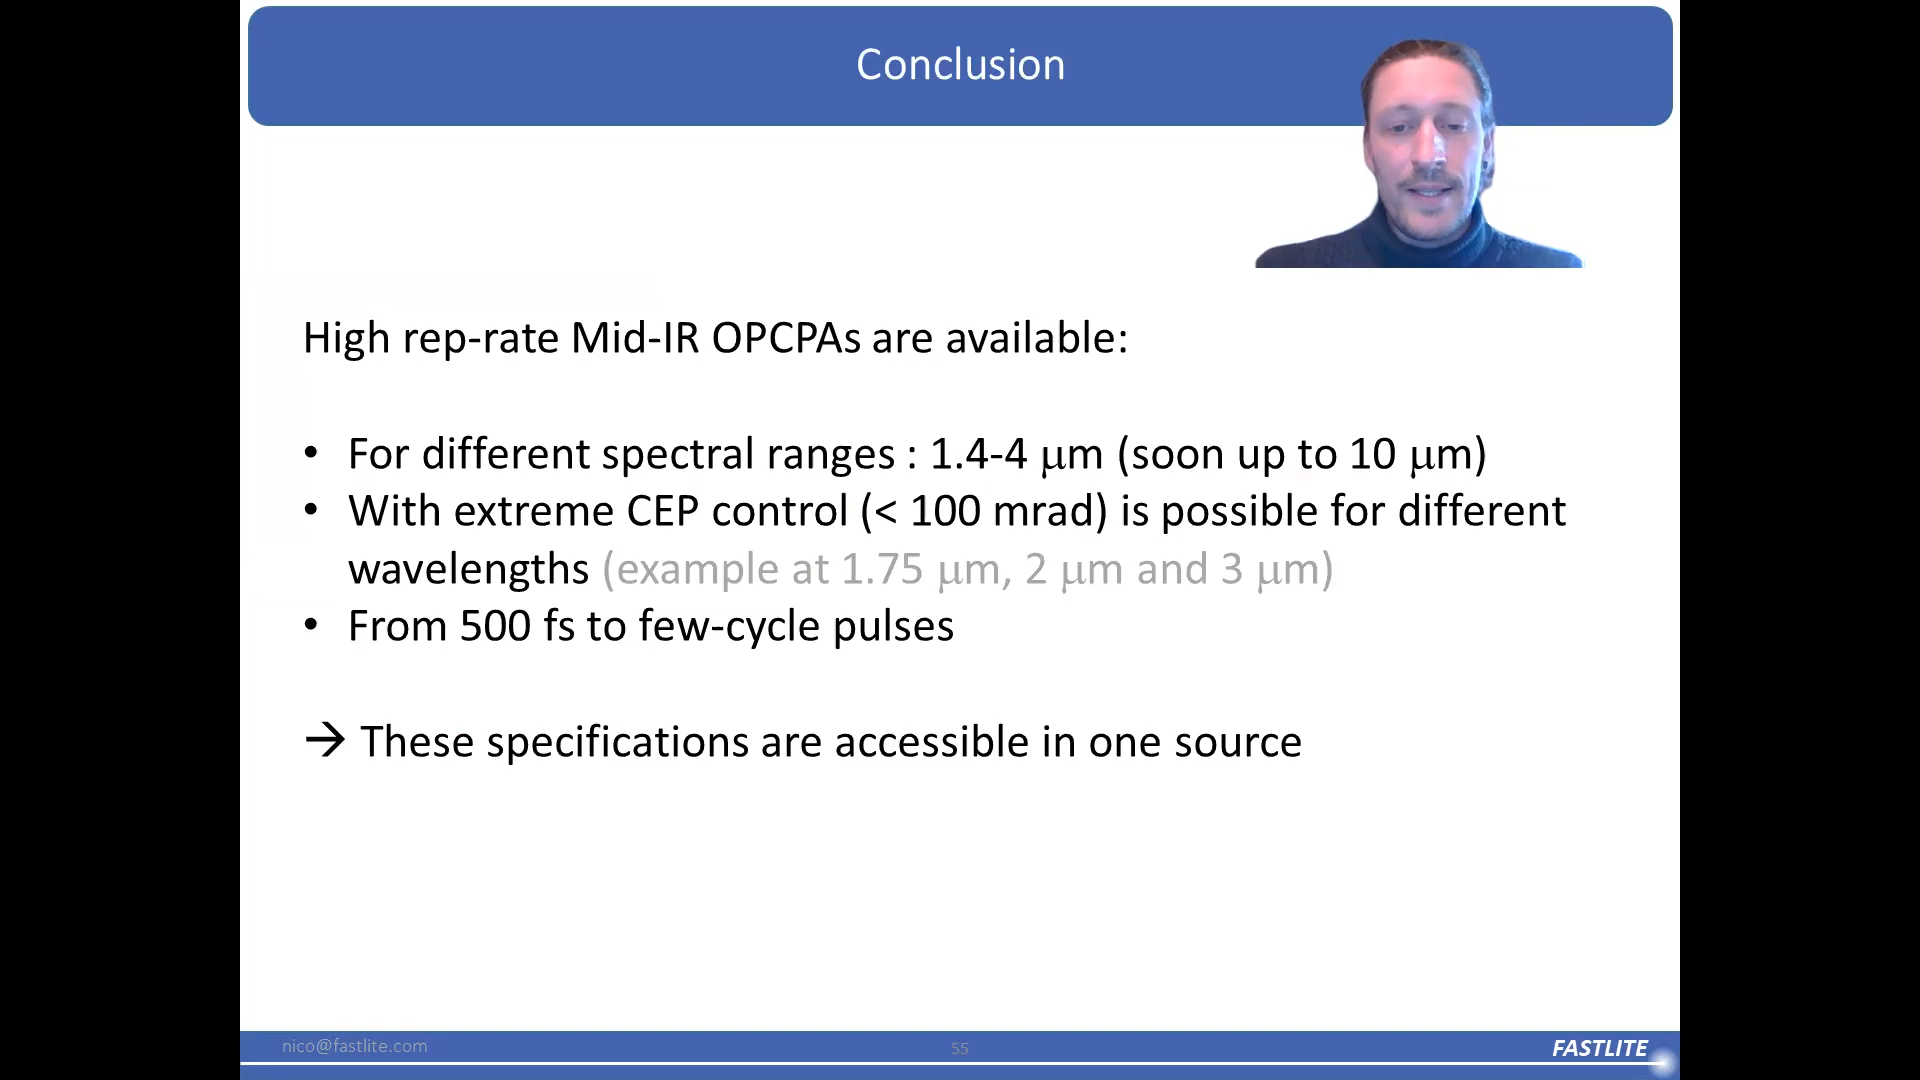 Conclusion
High rep-rate Mid-IR OPCPAs are available:
• For different spectral ranges : 1.4-4 μm (soon up to 10 μm)
• With extreme CEP control (< 100 mrad) is possible for different
wavelengths (example at 1.75 μm, 2 μm and 3 μm)
• From 500 fs to few-cycle pulses
→ These specifications are accessible in one source
nico@fastlite.com
55
FASTLITE